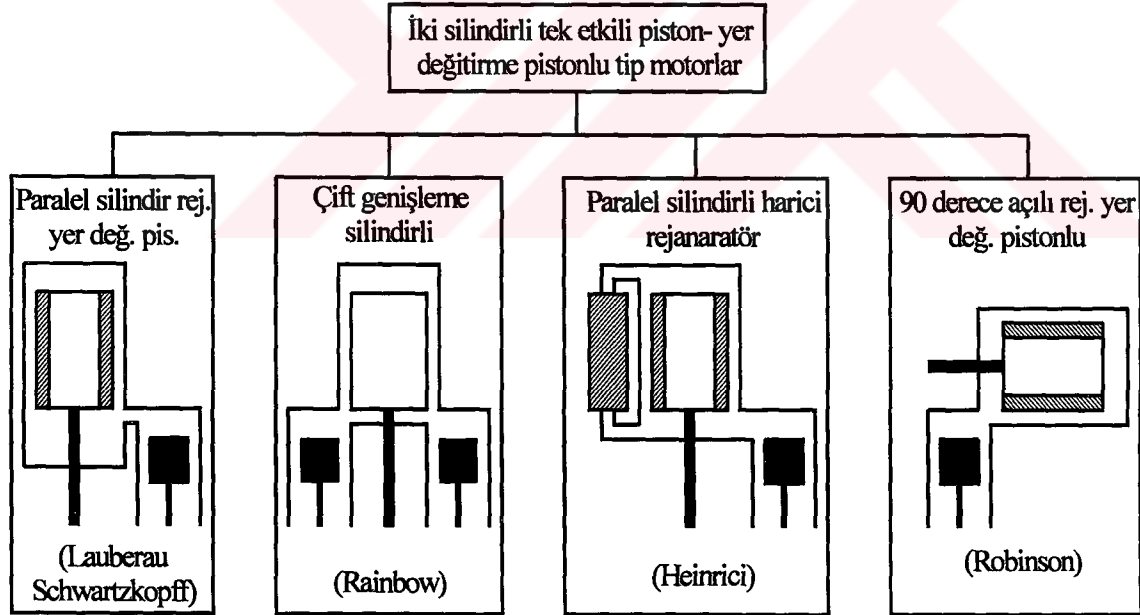 İki silindirli tek etkili piston- yer
değitirme pistonlu tip motorlar
Paralel silindir rej.
yer değ. pis.
(Lauberau
Schwartzkopff)
Çift genişleme
silindirli
(Rainbow)
Paralel silindirli harici
rejanaratör
(Heinrici)
90 derece açılı rej. yer
değ. pistonlu
(Robinson)